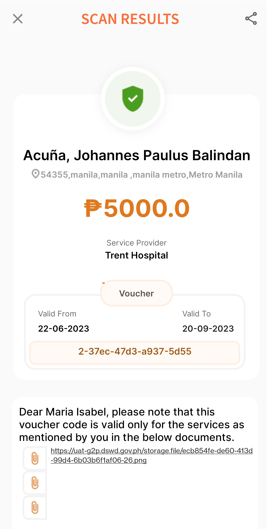 SCAN RESULTS
Acuña, Johannes Paulus Balindan
54355,manila,manila ,manila metro,Metro Manila
₱5000.0
Service Provider
Trent Hospital
Voucher
Valid From
Valid To
22-06-2023
20-09-2023
2-37ec-47d3-a937-5d55
Dear Maria Isabel, please note that this
voucher code is valid only for the services as
mentioned by you in the below documents.
https://uat-g2p.dswd.gov.ph/storage.file/ecb854fe-de60-413d
-99d4-6b03b6f1af06-26.png